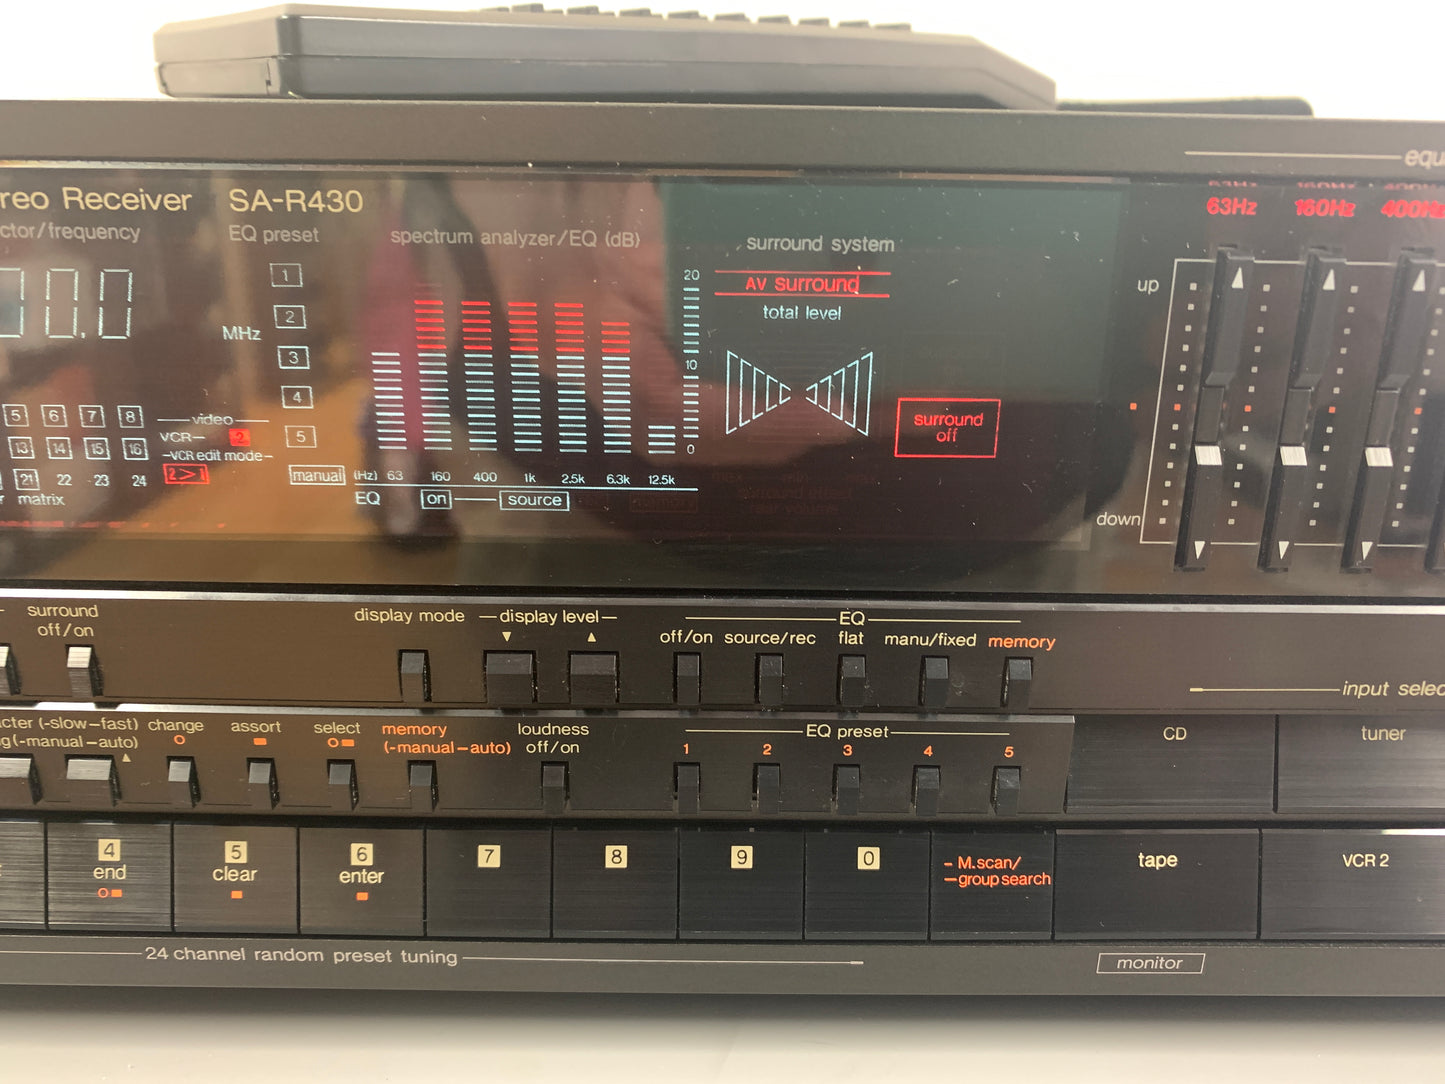 equ
reo Receiver SA-R430
63Hz 160Hz 400Hz
63Hz 160Hz 400Hz
ctor/frequency EQ preset spectrum analyzer/EQ (dB) surround system
1 20 AV surround up
00.0 MHz 2 total level
3 10
4
5 6 7 8 video
VCR- 2 5 surround off
13 14 15 16 -VCR edit mode- 0
2>1 manual (Hz) 63 160 400 1k 2.5k 6.3k 12.5k
21 22 23 24
matrix EQ on source down
surround display mode display level EQ
off/on ▼ ▲ off/on source/rec flat manu/fixed memory
input selec
cter (-slow-fast) change assort select memory loudness EQ preset CD tuner
g(-manual-auto) (-manual-auto) off/on 1 2 3 4 5
4 5 6 7 8 9 0 - M.scan/ tape VCR 2
end clear enter -group search
24 channel random preset tuning monitor